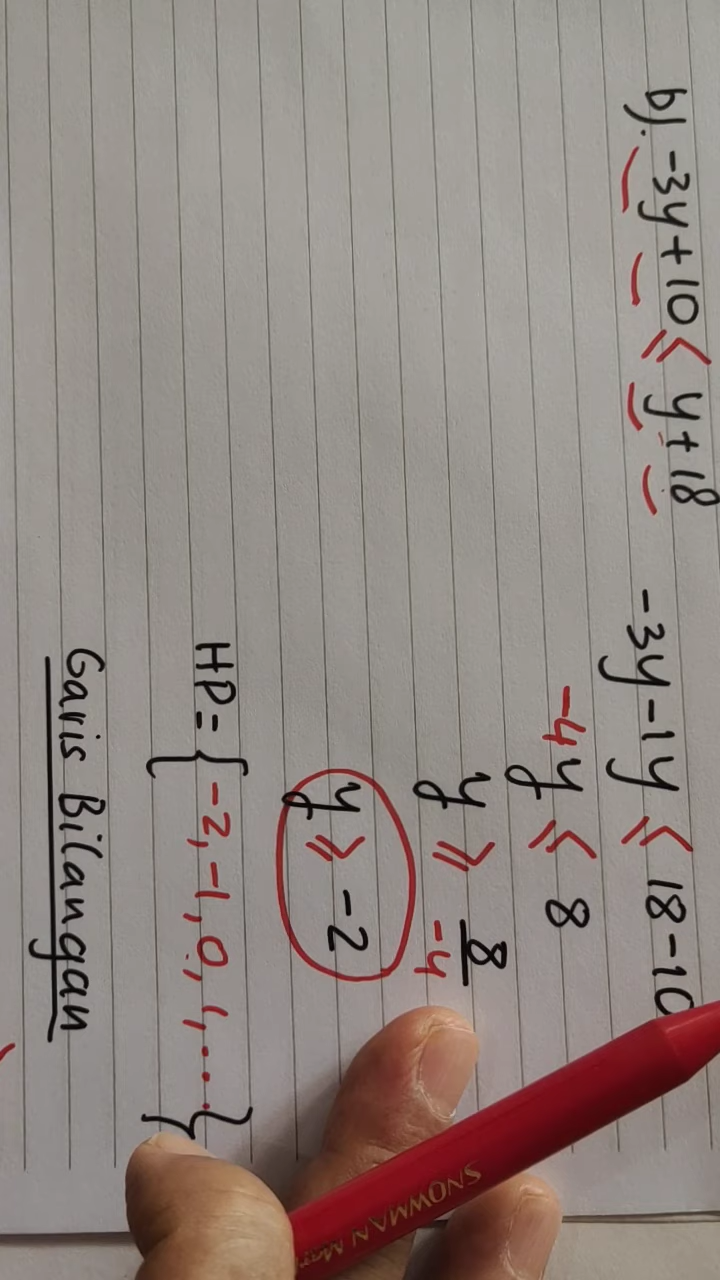 b). -3y + 10 ≤ y + 18
-3y - 1y ≤ 18 - 10
-4y ≤ 8
y ≥ 8/-4
y ≥ -2
HP = {-2, -1, 0, 1, ...}
Garis Bilangan
SNOWMAN